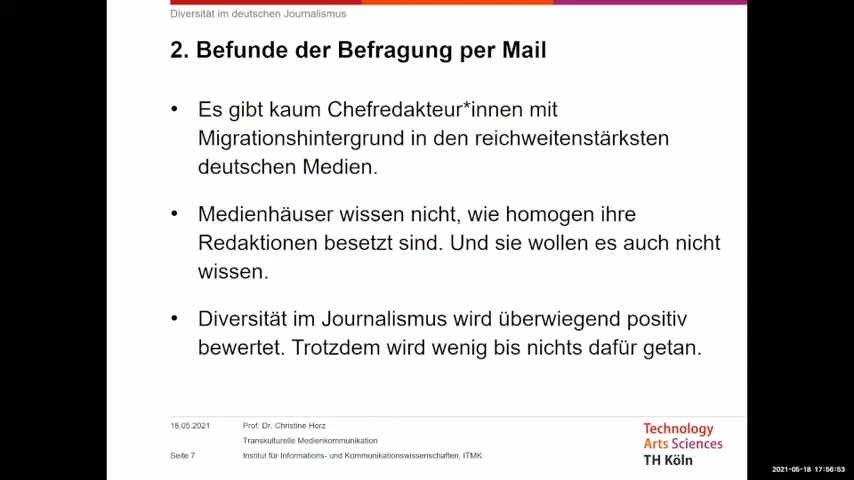 Diversität im deutschen Journalismus
2. Befunde der Befragung per Mail
• Es gibt kaum Chefredakteur*innen mit
Migrationshintergrund in den reichweitenstärksten
deutschen Medien.
• Medienhäuser wissen nicht, wie homogen ihre
Redaktionen besetzt sind. Und sie wollen es auch nicht
wissen.
• Diversität im Journalismus wird überwiegend positiv
bewertet. Trotzdem wird wenig bis nichts dafür getan.
18.05.2021
Prof. Dr. Christine Horz
Transkulturelle Medienkommunikation
Seite 7
Institut für Informations- und Kommunikationswissenschaften, ITMK
Technology
Arts Sciences
TH Köln
2021-05-18 17:56:53